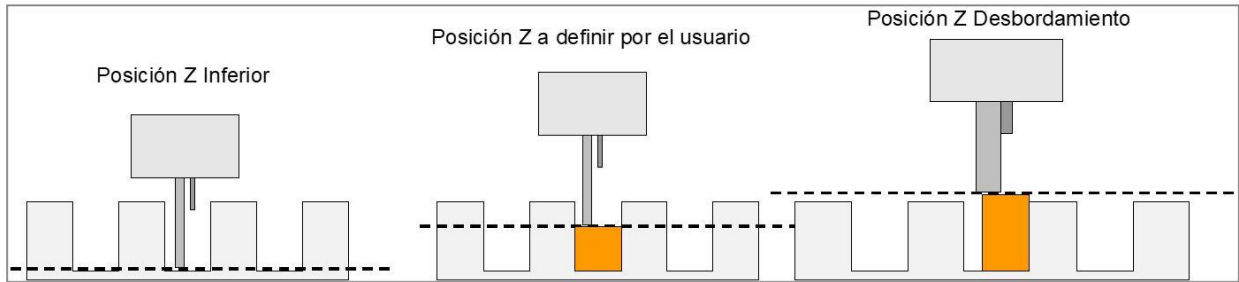 Posición Z Inferior
Posición Z a definir por el usuario
Posición Z Desbordamiento